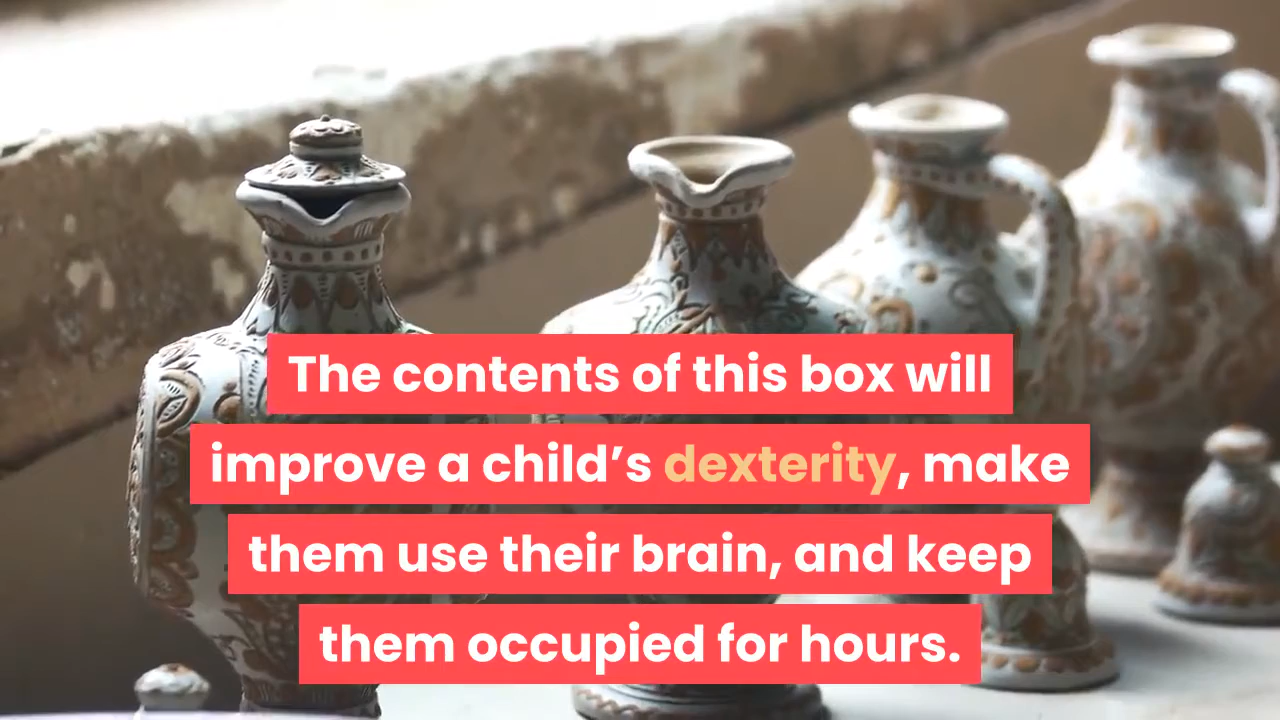 The contents of this box will
improve a child’s dexterity, make
them use their brain, and keep
them occupied for hours.